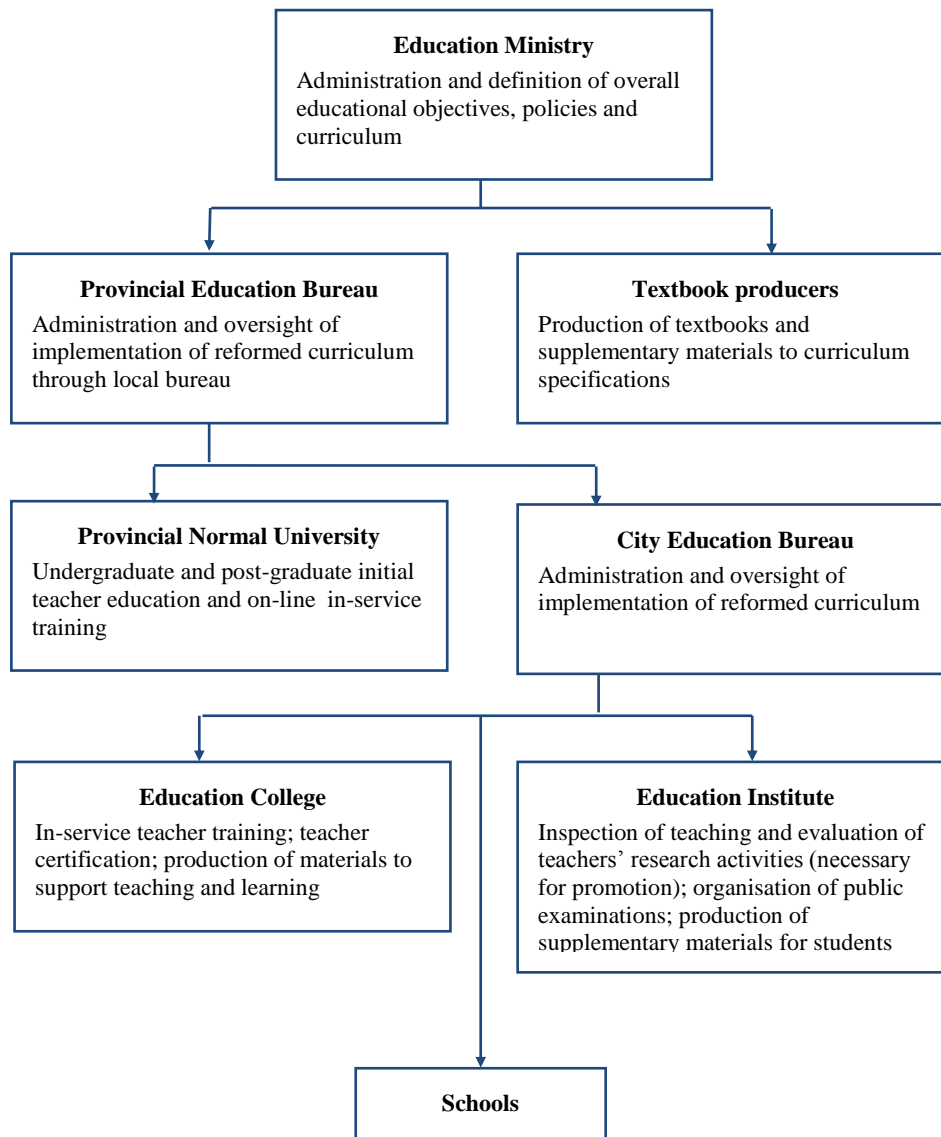 Education Ministry
Administration and definition of overall
educational objectives, policies and
curriculum
Provincial Education Bureau
Administration and oversight of
implementation of reformed curriculum
through local bureau
Textbook producers
Production of textbooks and
supplementary materials to curriculum
specifications
Provincial Normal University
Undergraduate and post-graduate initial
teacher education and on-line in-service
training
City Education Bureau
Administration and oversight of
implementation of reformed curriculum
Education College
In-service teacher training; teacher
certification; production of materials to
support teaching and learning
Education Institute
Inspection of teaching and evaluation of
teachers’ research activities (necessary
for promotion); organisation of public
examinations; production of
supplementary materials for students
Schools